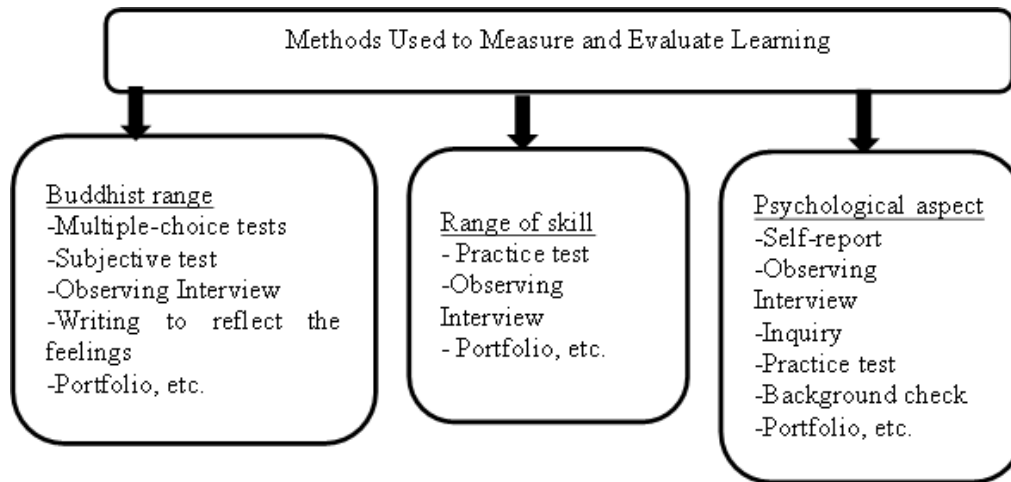 Methods Used to Measure and Evaluate Learning
Buddhist range
-Multiple-choice tests
-Subjective test
-Observing Interview
-Writing to reflect the
feelings
-Portfolio, etc.
Range of skill
- Practice test
-Observing
Interview
- Portfolio, etc.
Psychological aspect
-Self-report
-Observing
Interview
-Inquiry
-Practice test
-Background check
-Portfolio, etc.